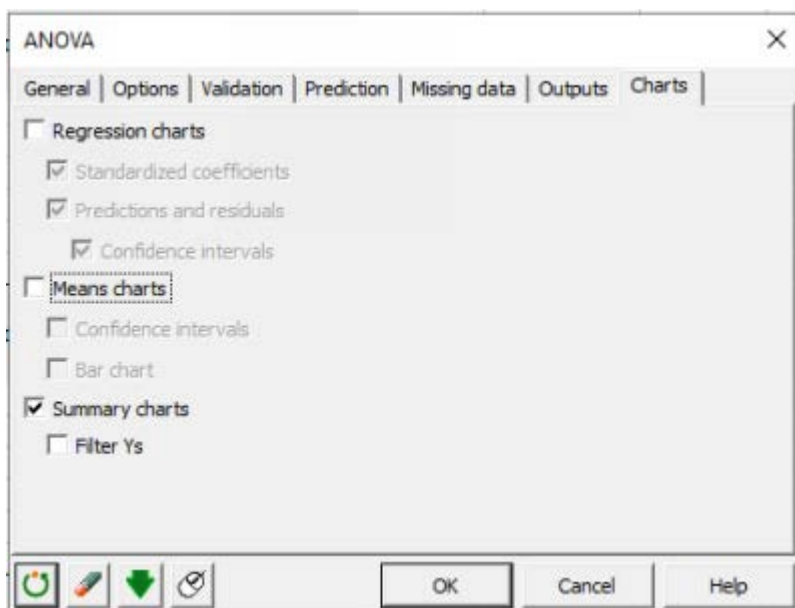 ANOVA
General Options Validation Prediction Missing data Outputs Charts
Regression charts
Standardized coefficients
Predictions and residuals
Confidence intervals
Means charts
Confidence intervals
Bar chart
Summary charts
Filter Ys
OK Cancel Help